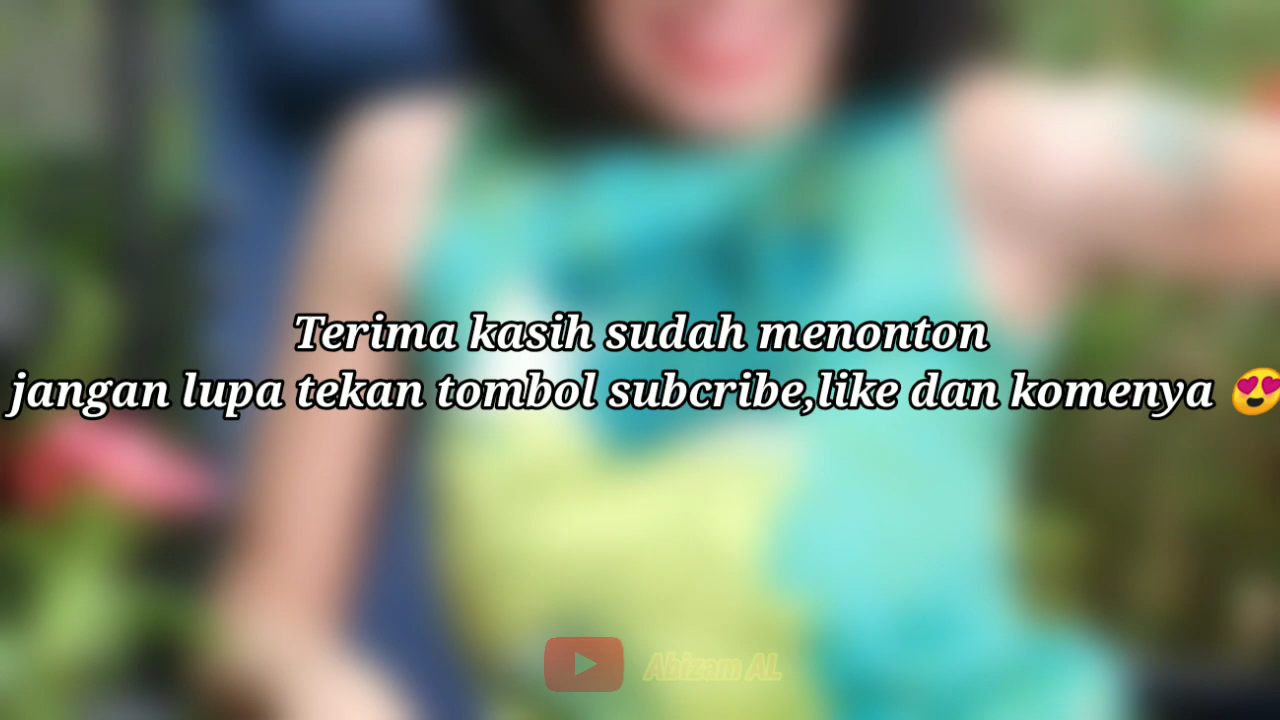 Terima kasih sudah menonton
jangan lupa tekan tombol subcribe,like dan komenya 😍
Abizam AL